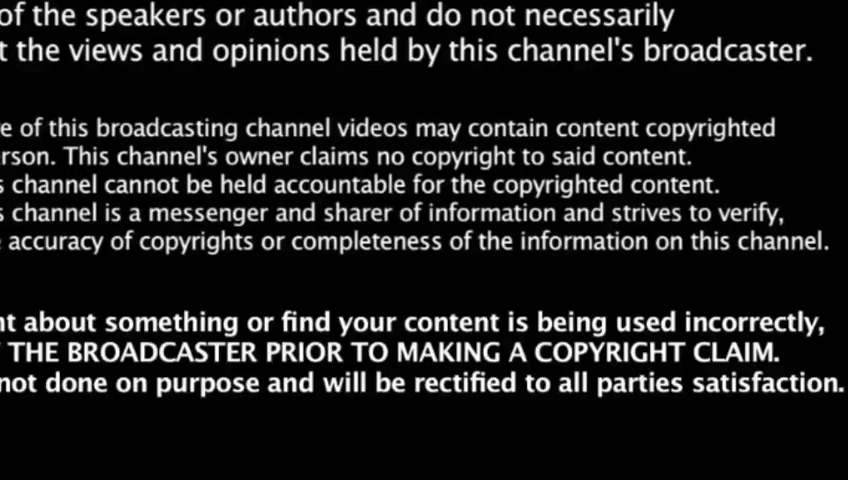 of the speakers or authors and do not necessarily
the views and opinions held by this channel's broadcaster.
of this broadcasting channel videos may contain content copyrighted
This channel's owner claims no copyright to said content.
channel cannot be held accountable for the copyrighted content.
channel is a messenger and sharer of information and strives to verify,
accuracy of copyrights or completeness of the information on this channel.
about something or find your content is being used incorrectly,
THE BROADCASTER PRIOR TO MAKING A COPYRIGHT CLAIM.
not done on purpose and will be rectified to all parties satisfaction.